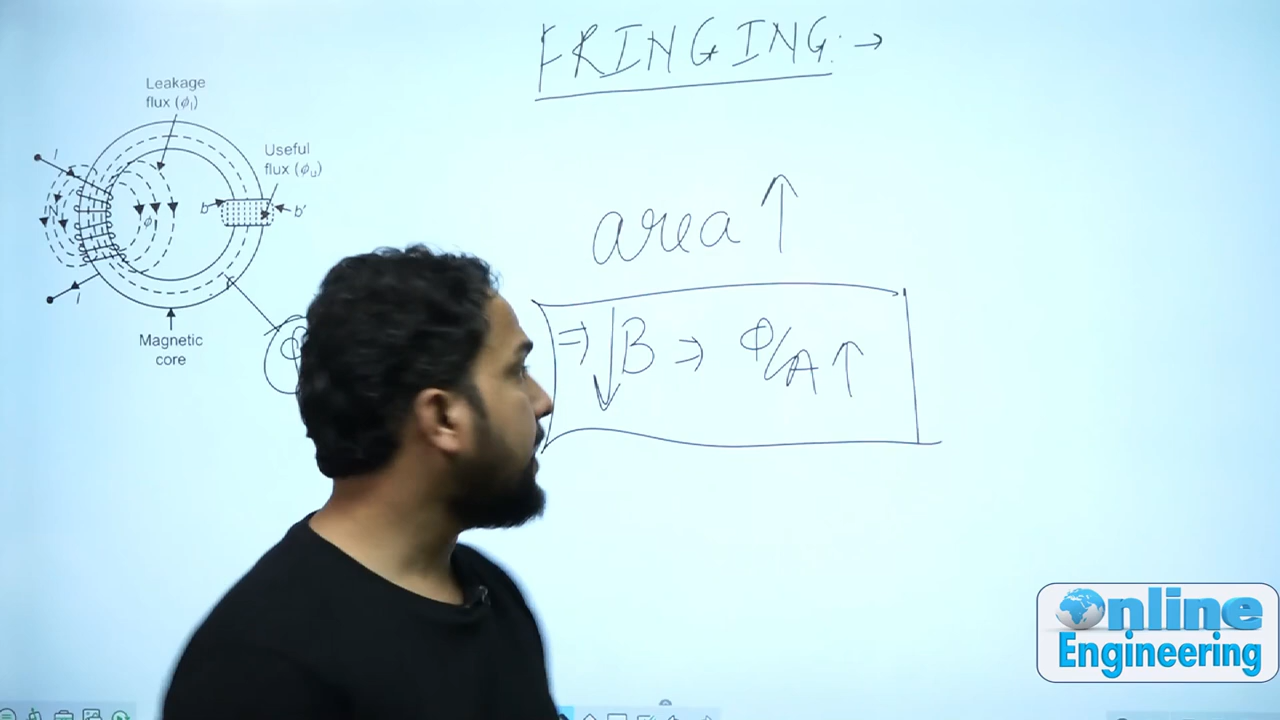 FRINGING :→
Leakage
flux (ϕl)
Useful
flux (ϕu)
I
N
b
b'
ϕ
I
Magnetic
core
area ↑
⇒ ↓ B ⇒ Φ/A ↑
Φ
Online
Engineering